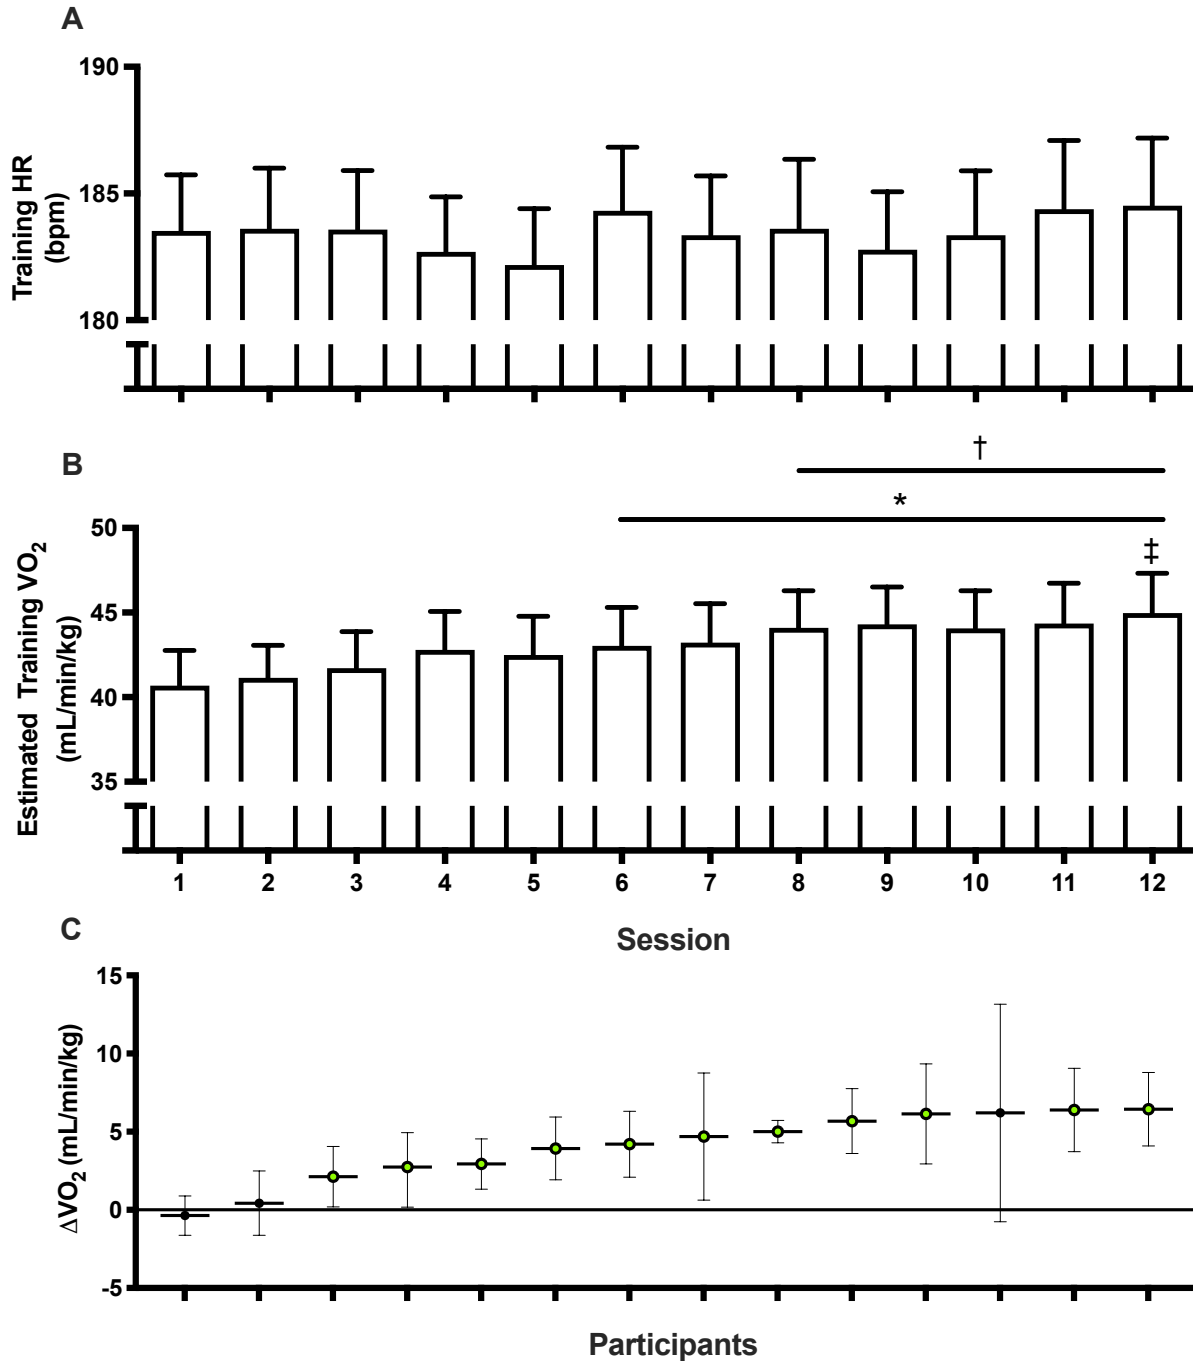 A
190
185
180
Training HR
(bpm)
B
†
*
‡
50
45
40
35
Estimated Training VO2
(mL/min/kg)
1 2 3 4 5 6 7 8 9 10 11 12
Session
C
15
10
5
0
-5
ΔVO2 (mL/min/kg)
Participants